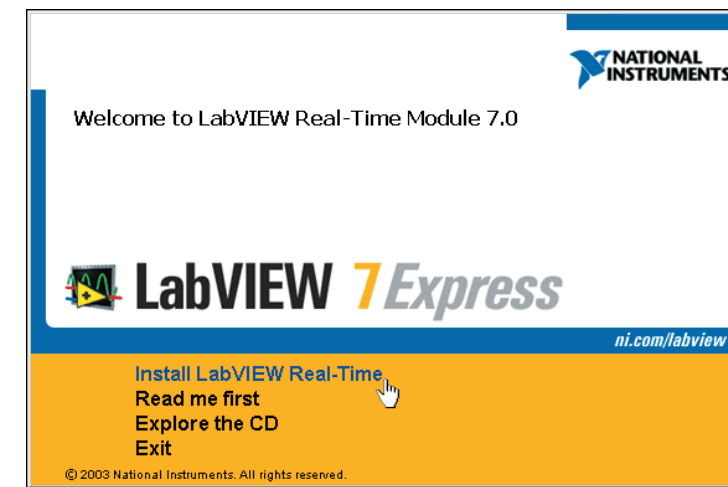 NATIONAL
INSTRUMENTS
Welcome to LabVIEW Real-Time Module 7.0
LabVIEW 7 Express
ni.com/labview
Install LabVIEW Real-Time
Read me first
Explore the CD
Exit
© 2003 National Instruments. All rights reserved.